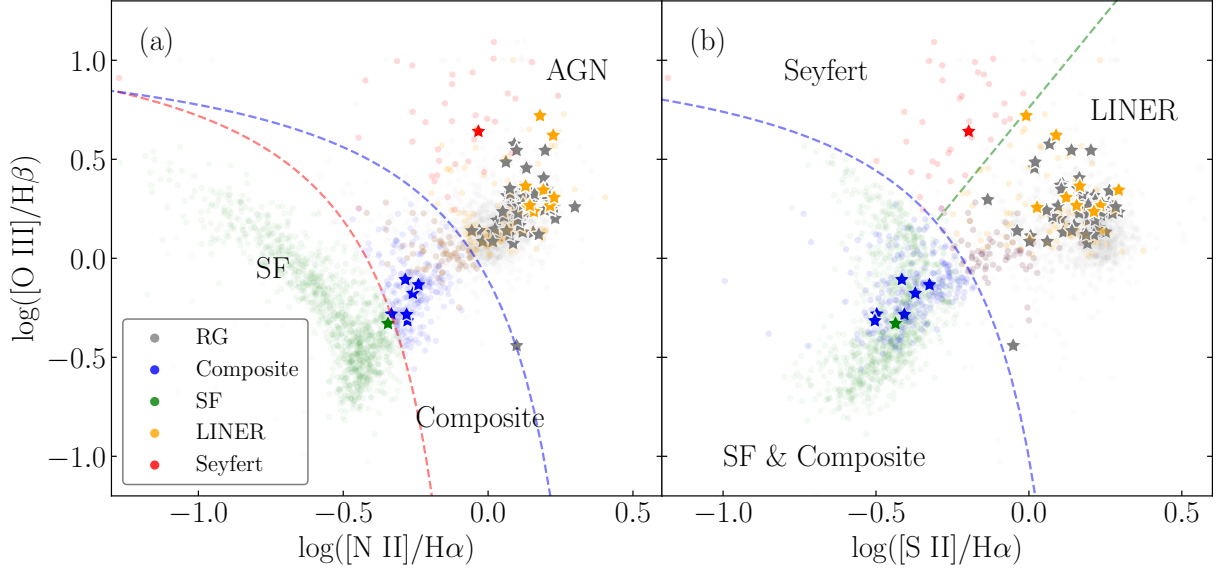 (a)
AGN
SF
Composite
RG
Composite
SF
LINER
Seyfert
1.0
0.5
0.0
−0.5
−1.0
−1.0
−0.5
0.0
0.5
log([O III]/Hβ)
log([N II]/Hα)
(b)
Seyfert
LINER
SF & Composite
−1.0
−0.5
0.0
0.5
log([S II]/Hα)